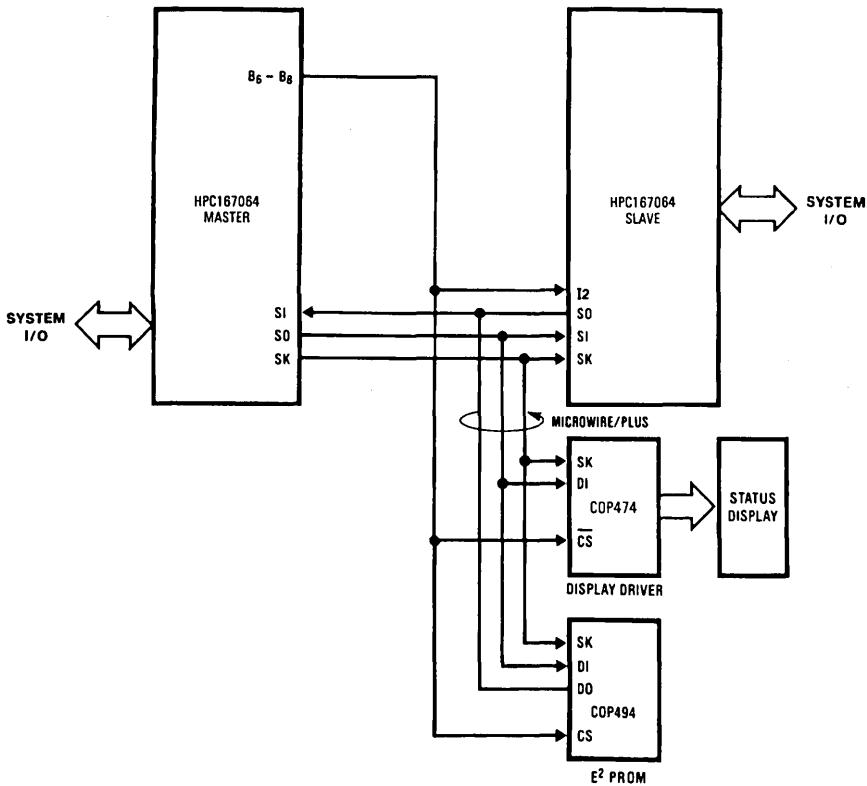 B6 – B8
HPC167064
MASTER
HPC167064
SLAVE
SYSTEM
I/O
SYSTEM
I/O
SI
SO
SK
I2
SO
SI
SK
MICROWIRE/PLUS
SK
DI
COP474
CS
STATUS
DISPLAY
DISPLAY DRIVER
SK
DI
DO
COP494
CS
E² PROM